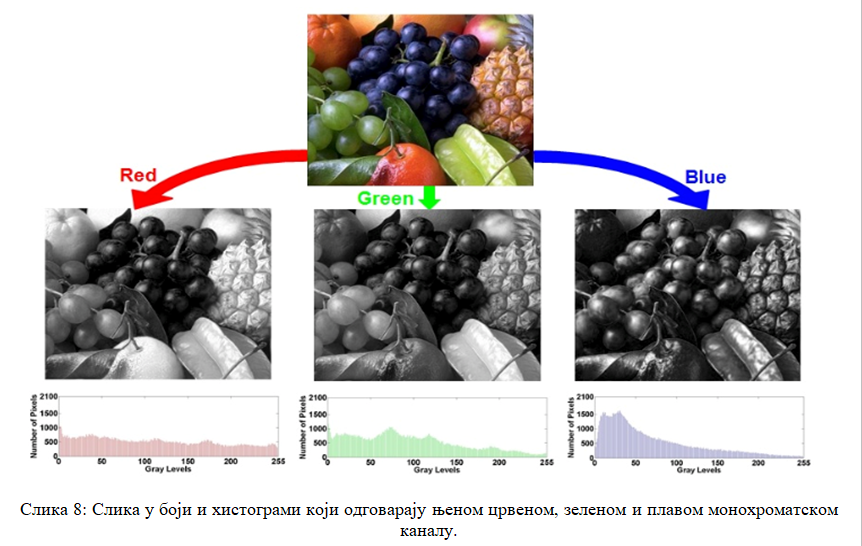 Red
Green
Blue
Number of Pixels
2100
1500
1000
500
0
0 50 100 150 200 255
Gray Levels
Number of Pixels
2100
1500
1000
500
0
0 50 100 150 200 255
Gray Levels
Number of Pixels
2100
1500
1000
500
0
0 50 100 150 200 255
Gray Levels
Слика 8: Слика у боји и хистограми који одговарају њеном црвеном, зеленом и плавом монохроматском
каналу.